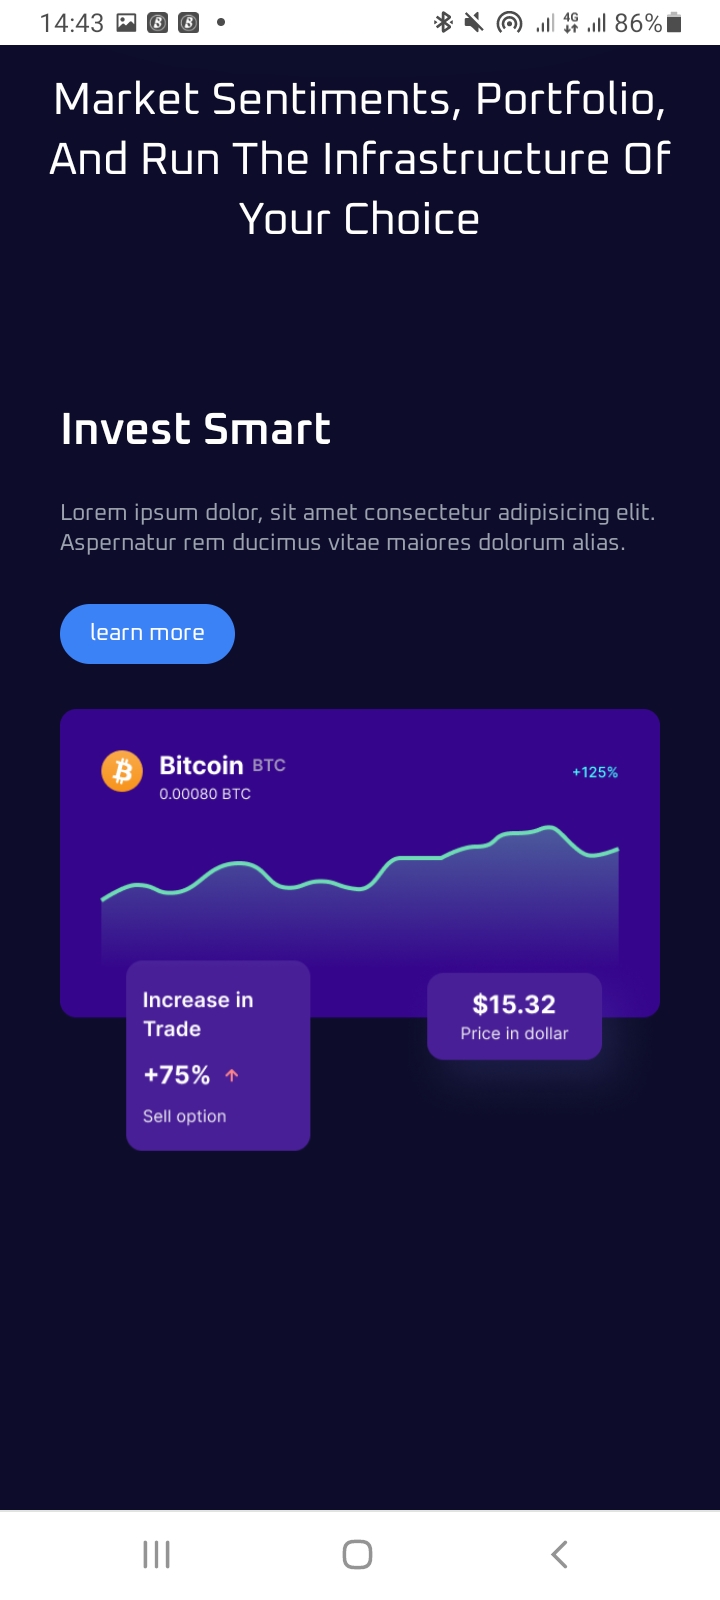 14:43
4G
86%
Market Sentiments, Portfolio,
And Run The Infrastructure Of
Your Choice
Invest Smart
Lorem ipsum dolor, sit amet consectetur adipisicing elit.
Aspernatur rem ducimus vitae maiores dolorum alias.
learn more
Bitcoin BTC
+125%
0.00080 BTC
Increase in
Trade
+75%
Sell option
$15.32
Price in dollar